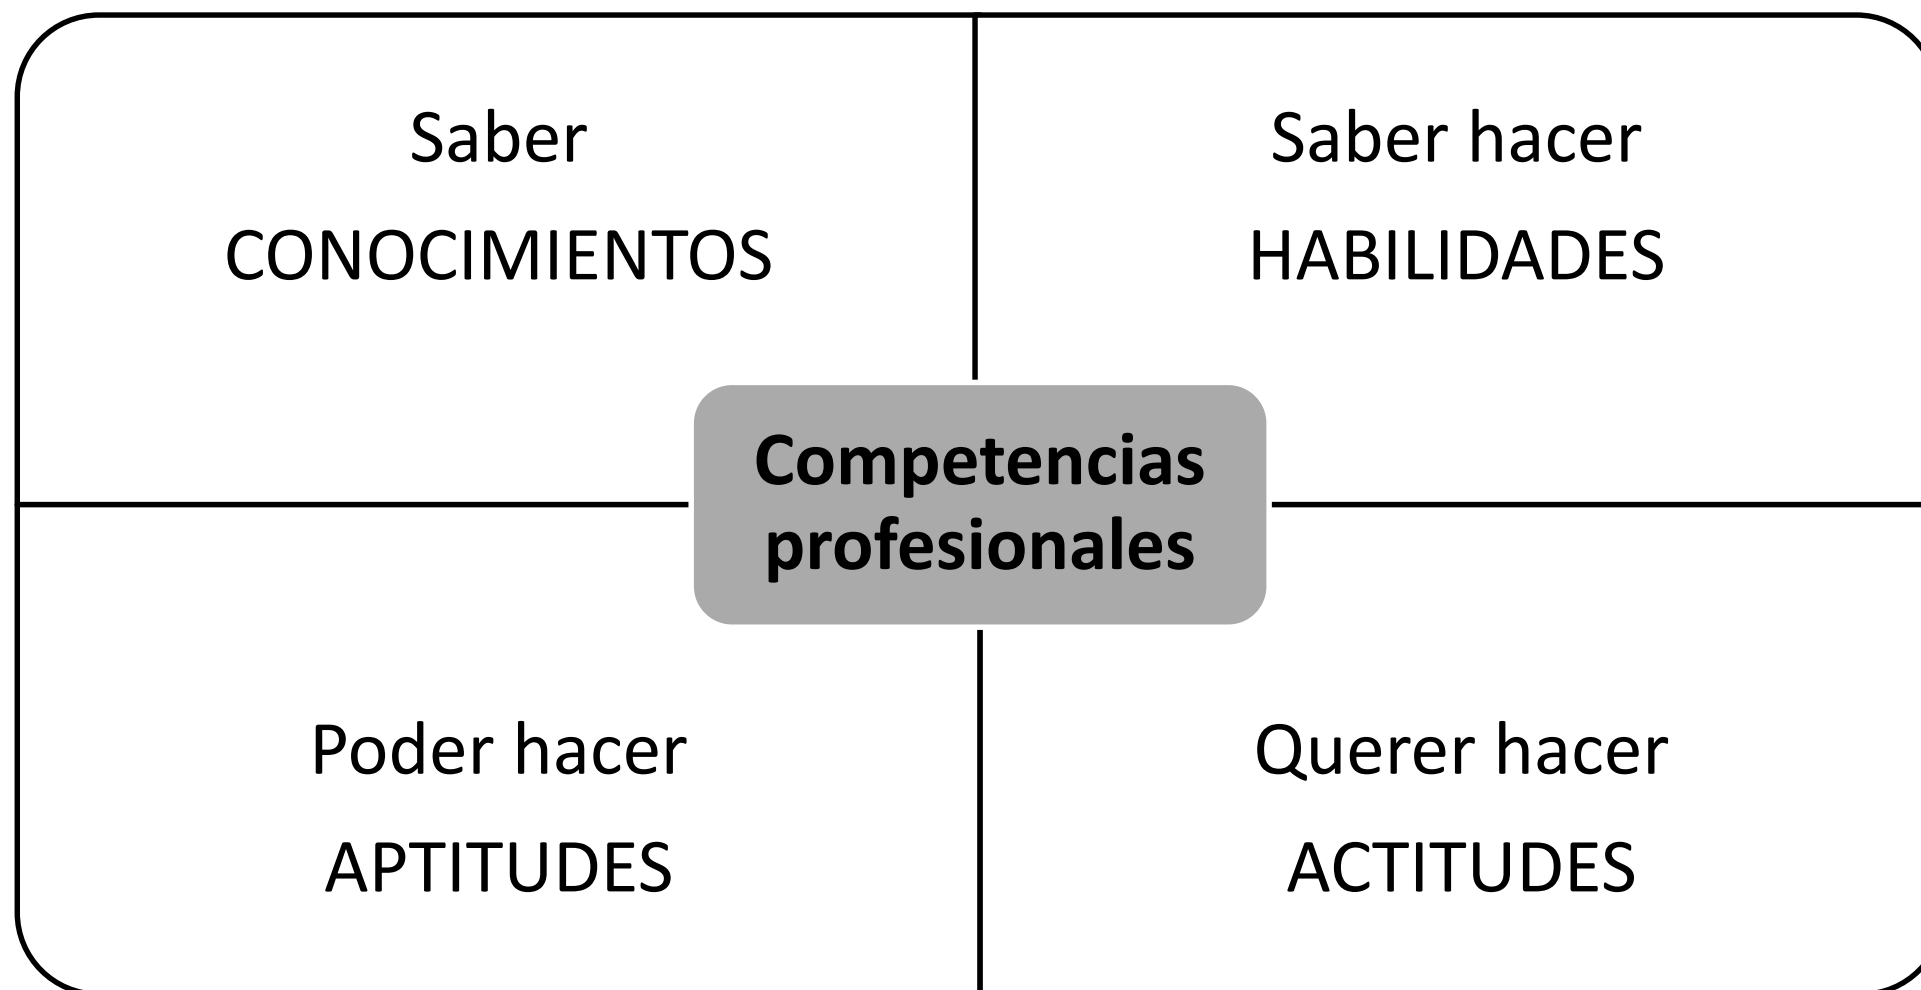 Saber
CONOCIMIENTOS
Saber hacer
HABILIDADES
Competencias
profesionales
Poder hacer
APTITUDES
Querer hacer
ACTITUDES